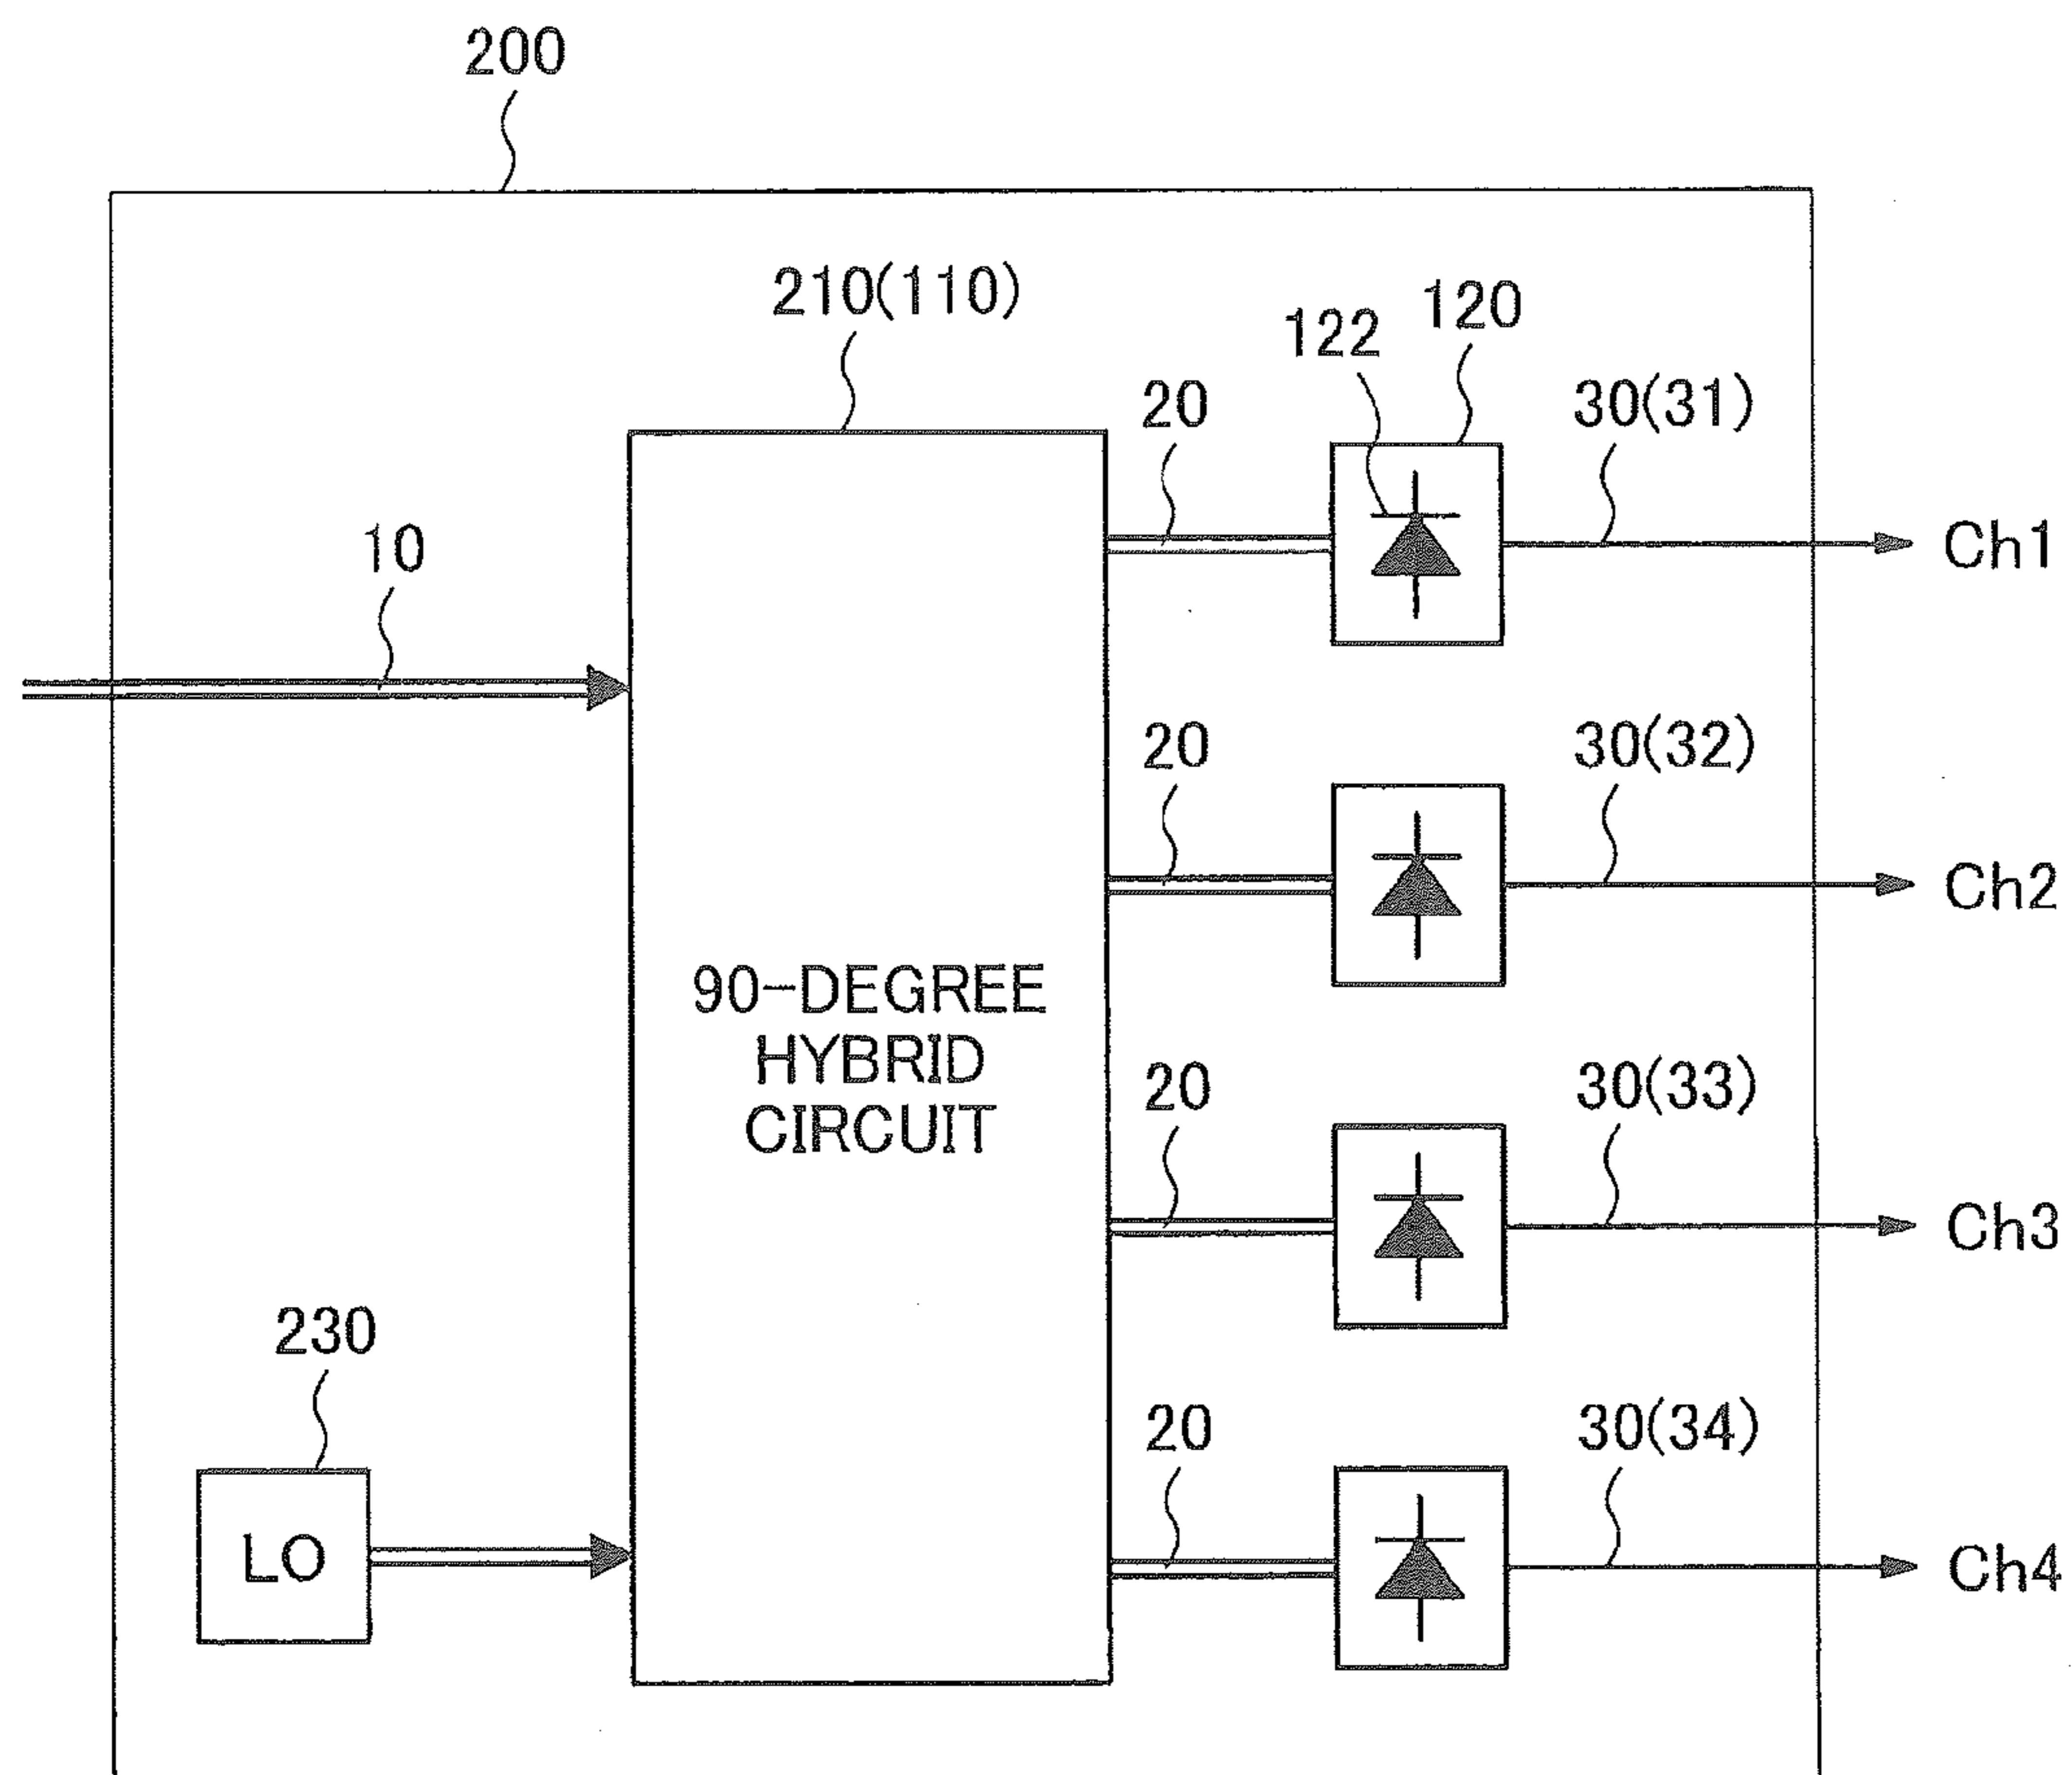 200
210(110)
122
120
20
30(31)
Ch1
10
20
30(32)
Ch2
90-DEGREE
HYBRID
CIRCUIT
20
30(33)
Ch3
230
LO
20
30(34)
Ch4